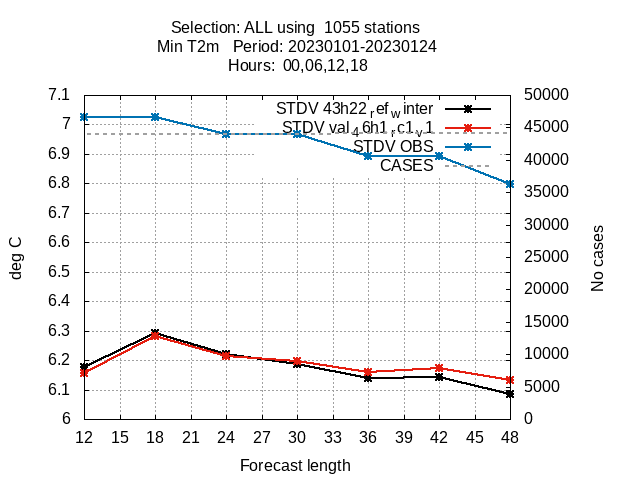 Selection: ALL using  1055 stations
Min T2m   Period: 20230101-20230124
Hours:  00,06,12,18
7.1
7
6.9
6.8
6.7
6.6
6.5
6.4
6.3
6.2
6.1
6
deg C
STDV 43h22_ref_winter
STDV val_46h1_rc1_v1
STDV OBS
CASES
50000
45000
40000
35000
30000
25000
20000
15000
10000
5000
0
No cases
12 15 18 21 24 27 30 33 36 39 42 45 48
Forecast length